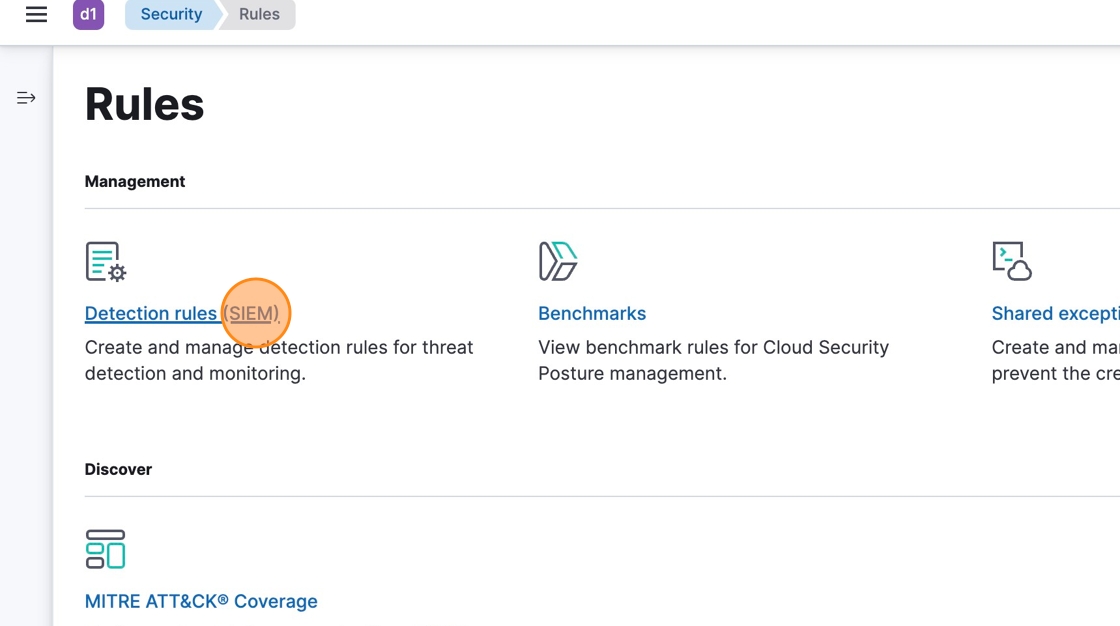 d1 Security Rules
Rules
Management
Detection rules (SIEM)
Create and manage detection rules for threat
detection and monitoring.
Benchmarks
View benchmark rules for Cloud Security
Posture management.
Shared excepti
Create and ma
prevent the cre
Discover
MITRE ATT&CK® Coverage